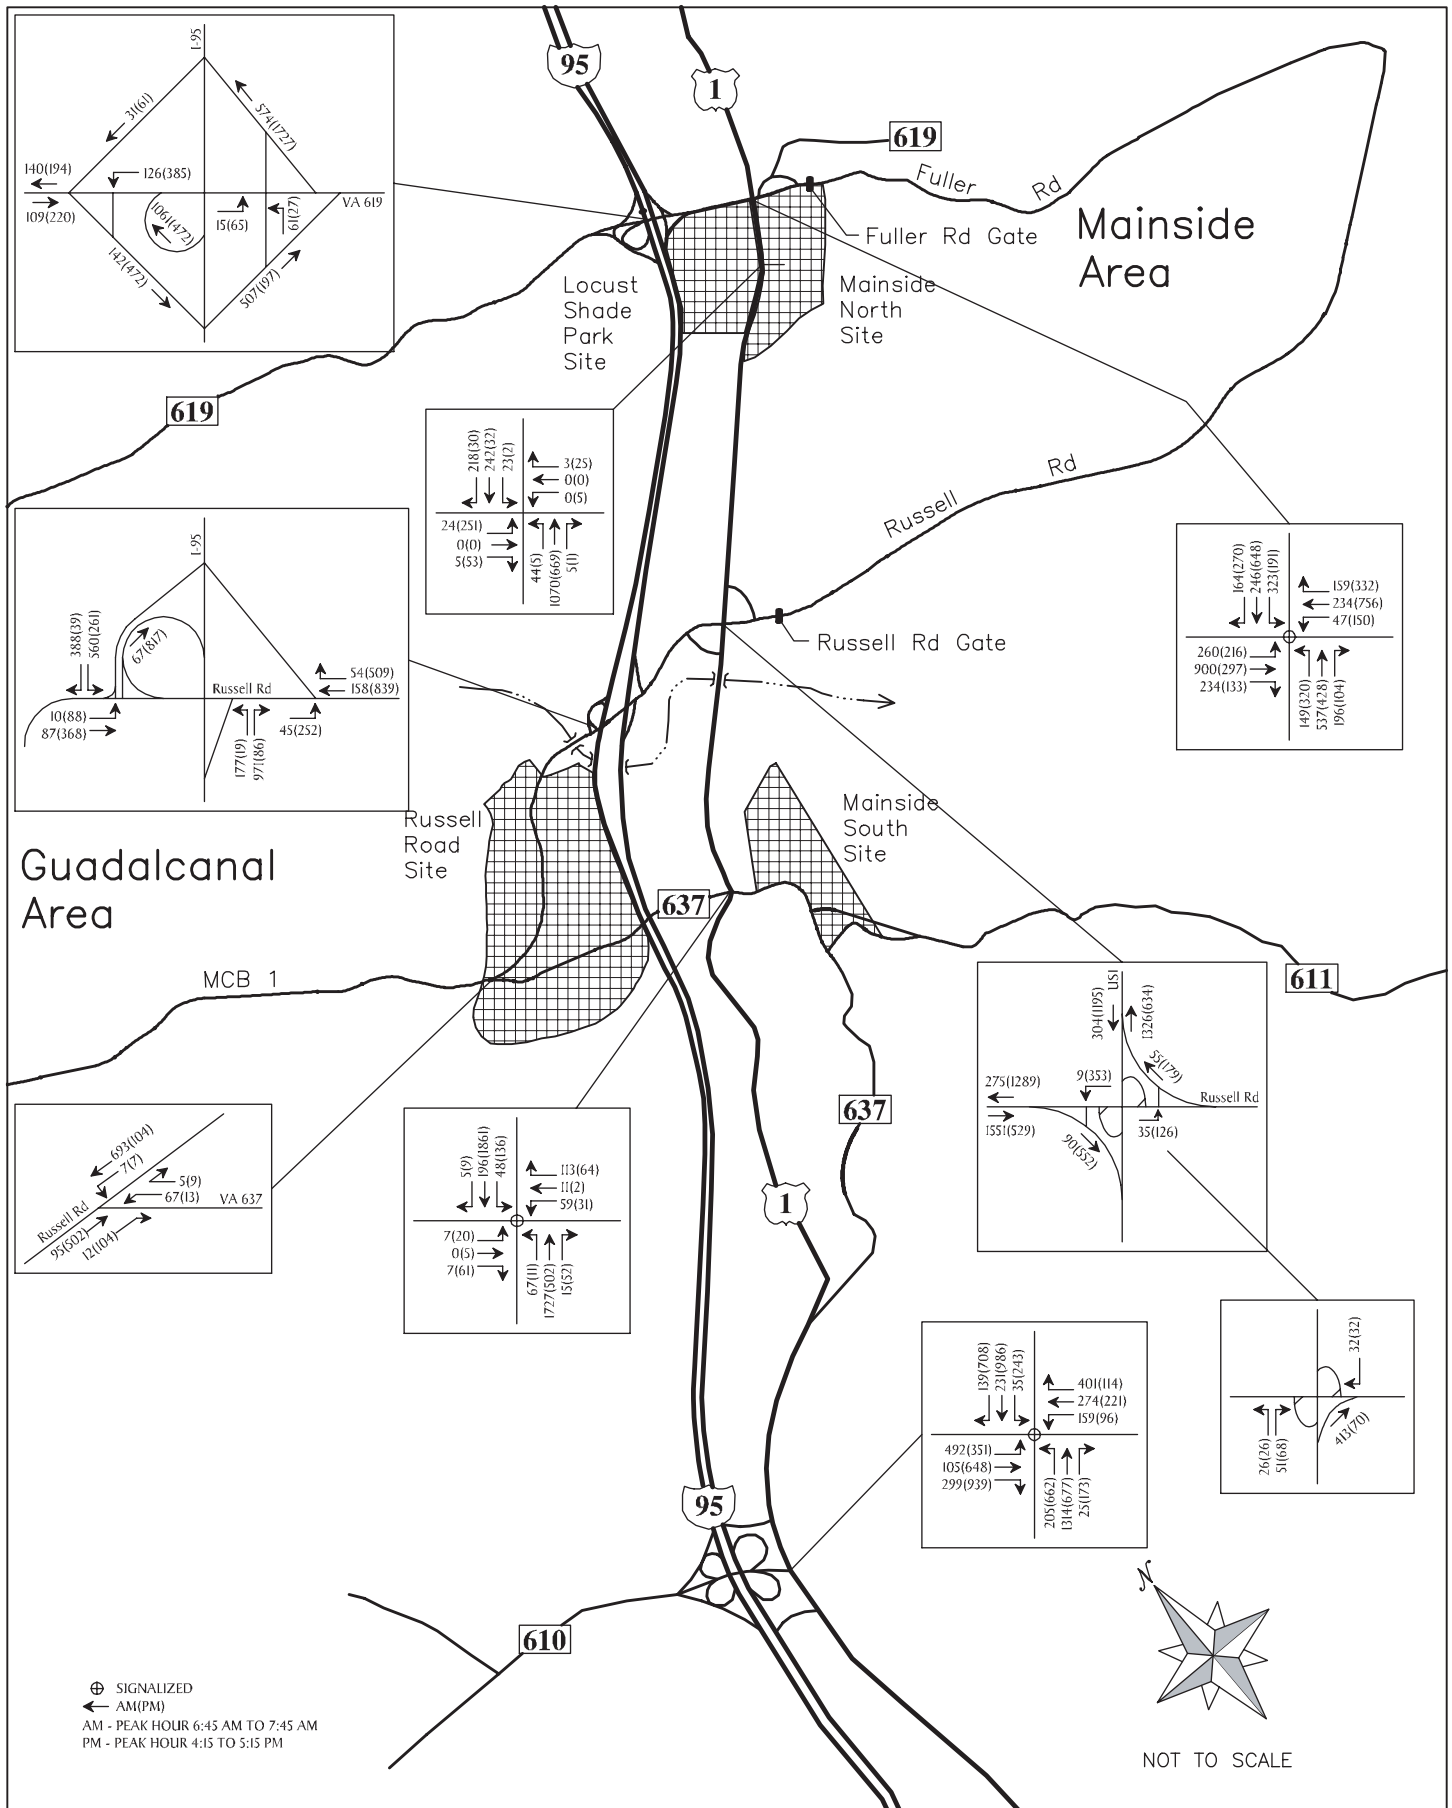 I-95
31(61)
574(1727)
140(194)
126(385)
109(220)
1061(472)
15(65)
61(27)
VA 619
142(472)
507(197)
95
1
619
Fuller Rd
Fuller Rd Gate
Mainside
Area
Locust
Shade
Park
Site
Mainside
North
Site
619
218(30)
242(32)
23(2)
3(25)
0(0)
0(5)
24(251)
0(0)
5(53)
44(5)
1070(669)
5(1)
Russell Rd
I-95
388(39)
560(261)
67(817)
Russell Rd
54(509)
158(839)
10(88)
87(368)
177(19)
971(86)
45(252)
164(270)
246(648)
323(191)
159(332)
234(756)
47(150)
260(216)
900(297)
234(133)
149(320)
537(428)
196(104)
Russell Rd Gate
Russell
Road
Site
Mainside
South
Site
Guadalcanal
Area
637
MCB 1
611
US1
304(1195)
1326(634)
55(179)
275(1289)
9(353)
Russell Rd
1551(529)
35(126)
90(552)
693(104)
7(7)
5(9)
67(13)
VA 637
Russell Rd
95(502)
12(104)
5(9)
196(1861)
48(136)
113(64)
11(2)
59(31)
7(20)
0(5)
7(61)
67(11)
1727(502)
15(52)
637
1
32(32)
26(26)
51(68)
413(70)
139(708)
231(986)
35(243)
401(114)
274(221)
159(96)
492(351)
105(648)
299(939)
205(662)
1314(677)
25(173)
95
610
N
SIGNALIZED
AM(PM)
AM - PEAK HOUR 6:45 AM TO 7:45 AM
PM - PEAK HOUR 4:15 TO 5:15 PM
NOT TO SCALE